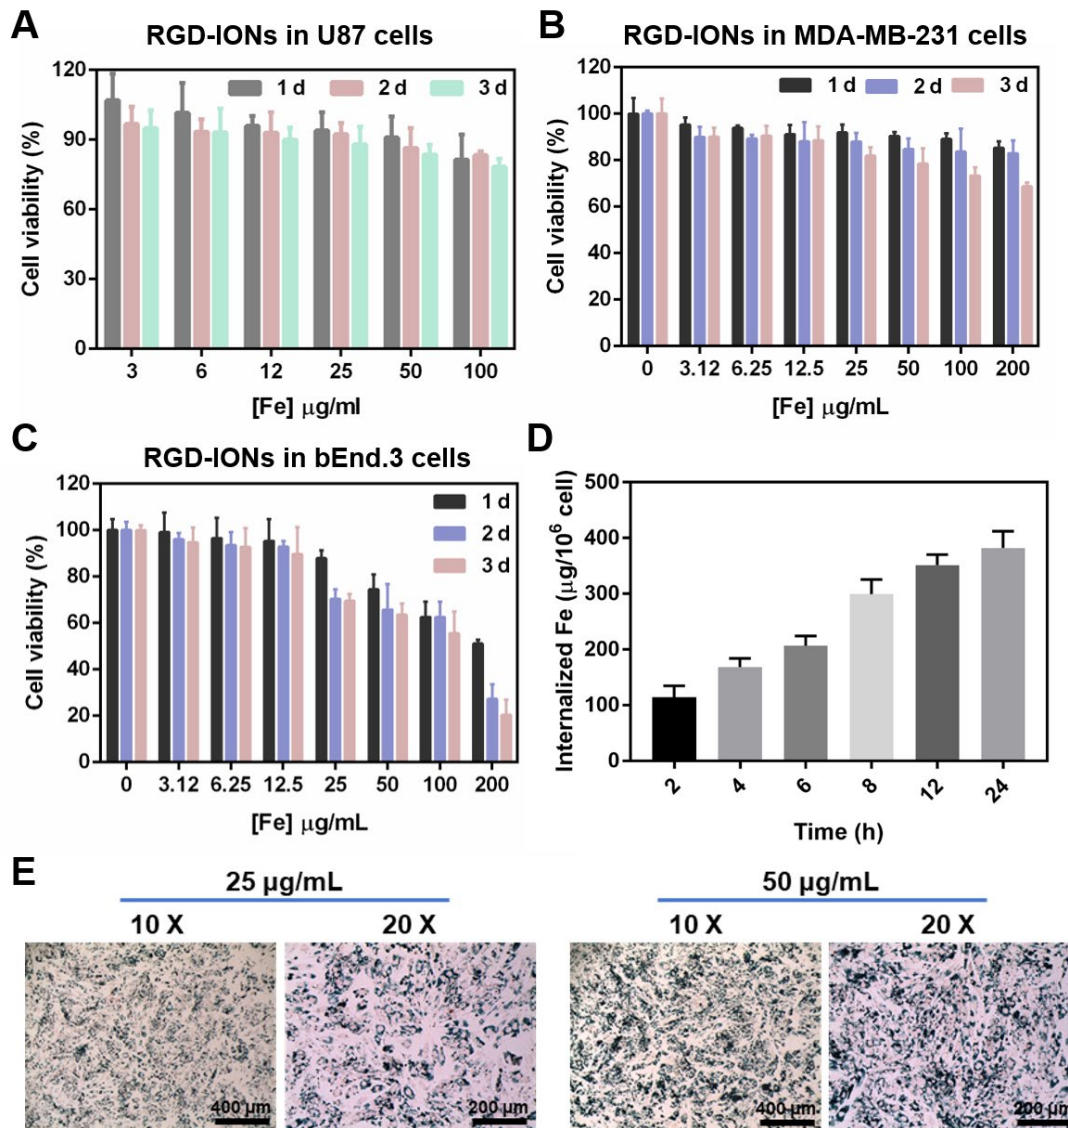 A
RGD-IONs in U87 cells
120
90
60
30
0
Cell viability (%)
1 d
2 d
3 d
3 6 12 25 50 100
[Fe] μg/ml
B
RGD-IONs in MDA-MB-231 cells
120
100
80
60
40
20
0
Cell viability (%)
1 d
2 d
3 d
0 3.12 6.25 12.5 25 50 100 200
[Fe] μg/mL
C
RGD-IONs in bEnd.3 cells
120
100
80
60
40
20
0
Cell viability (%)
1 d
2 d
3 d
0 3.12 6.25 12.5 25 50 100 200
[Fe] μg/mL
D
500
400
300
200
100
0
Internalized Fe (μg/10⁶ cell)
2 4 6 8 12 24
Time (h)
E
25 μg/mL
10 X 20 X
400 μm
200 μm
50 μg/mL
10 X 20 X
400 μm
200 μm